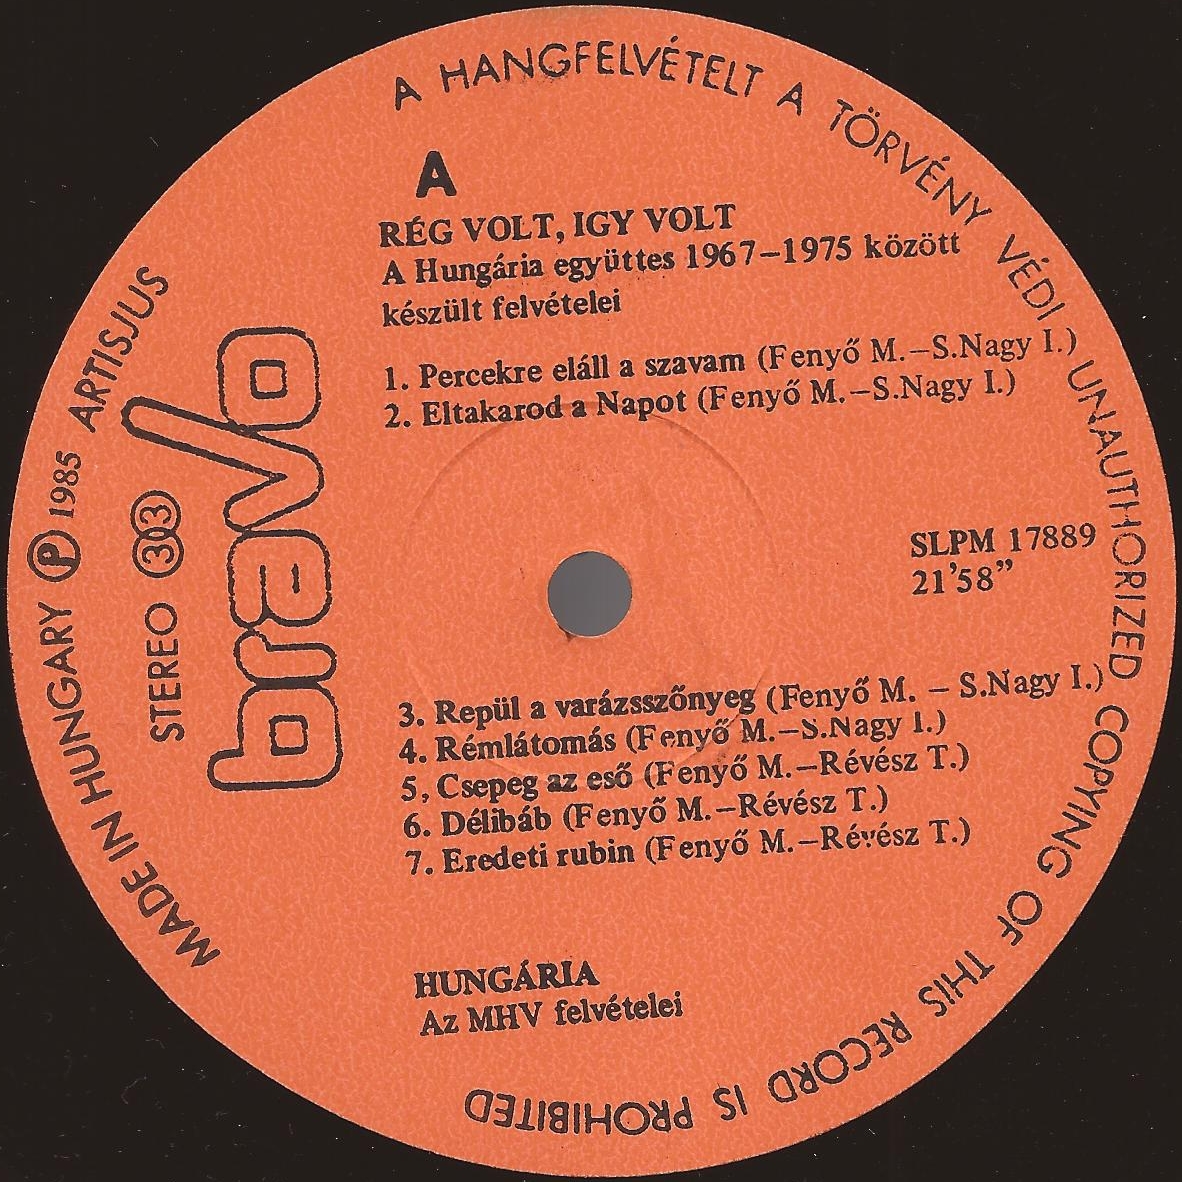 A HANGFELVÉTELT A TÖRVÉNY VÉDI. UNAUTHORIZED COPYING OF THIS RECORD IS PROHIBITED
A
RÉG VOLT, IGY VOLT
A Hungária együttes 1967–1975 között
készült felvételei
1. Percekre eláll a szavam (Fenyő M.–S.Nagy I.)
2. Eltakarod a Napot (Fenyő M.–S.Nagy I.)
SLPM 17889
21'58"
3. Repül a varázsszőnyeg (Fenyő M. – S.Nagy I.)
4. Rémlátomás (Fenyő M.–S.Nagy I.)
5, Csepeg az eső (Fenyő M.–Révész T.)
6. Délibáb (Fenyő M.–Révész T.)
7. Eredeti rubin (Fenyő M.–Révész T.)
HUNGÁRIA
Az MHV felvételei
bravo
STEREO 33
MADE IN HUNGARY Ⓟ 1985 ARTISJUS